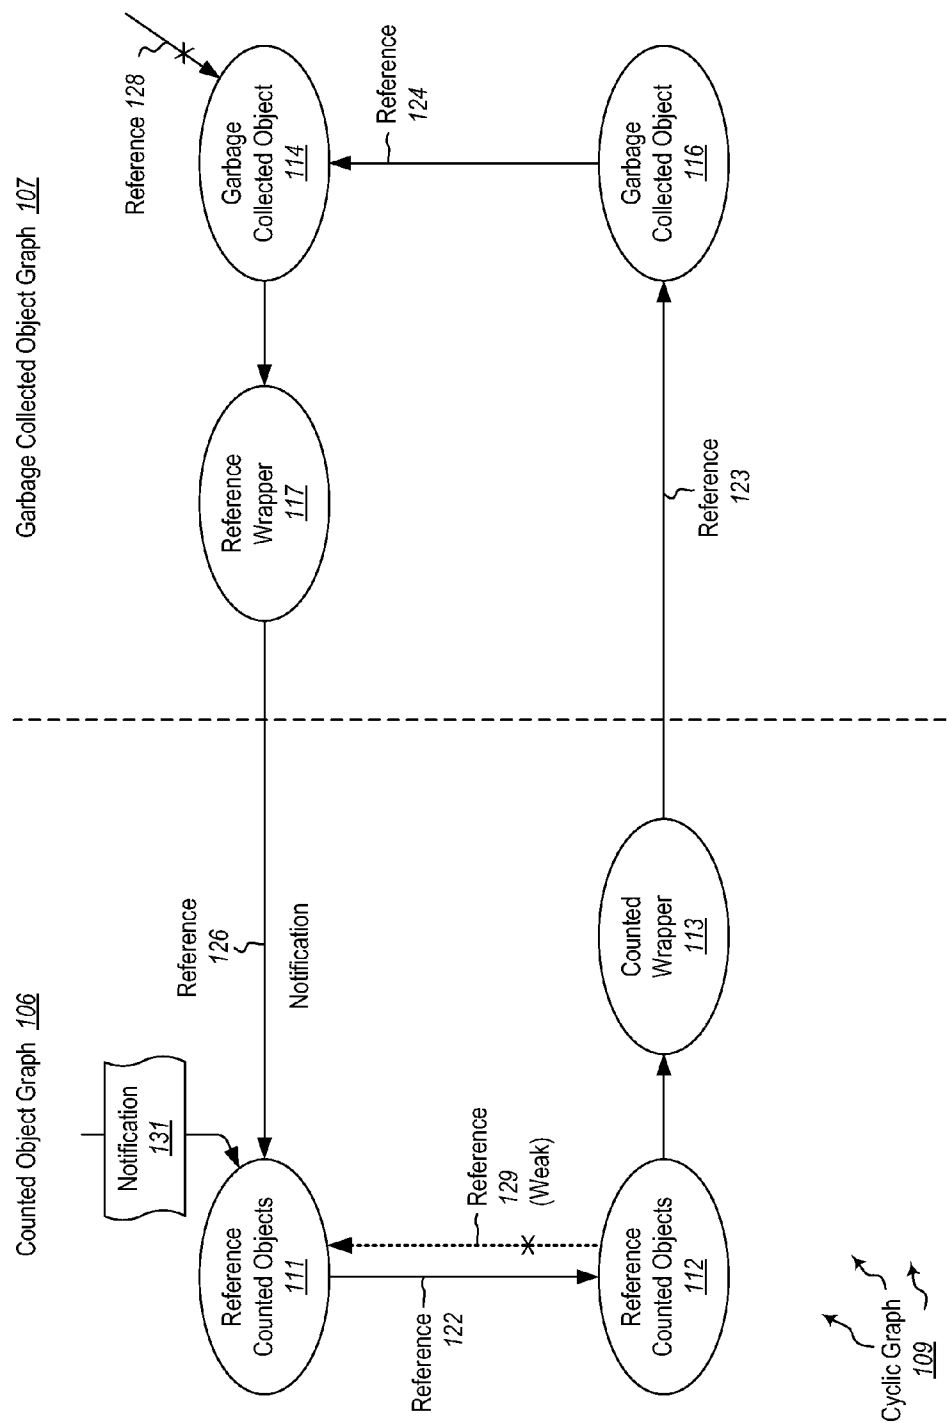 Counted Object Graph 106
Garbage Collected Object Graph 107
Notification
131
Reference
126
Notification
Reference 128
Reference
Counted Objects
111
Reference
Wrapper
117
Garbage
Collected Object
114
Reference
122
Reference
129
(Weak)
Reference
124
Reference
Counted Objects
112
Counted
Wrapper
113
Reference
123
Garbage
Collected Object
116
Cyclic Graph
109